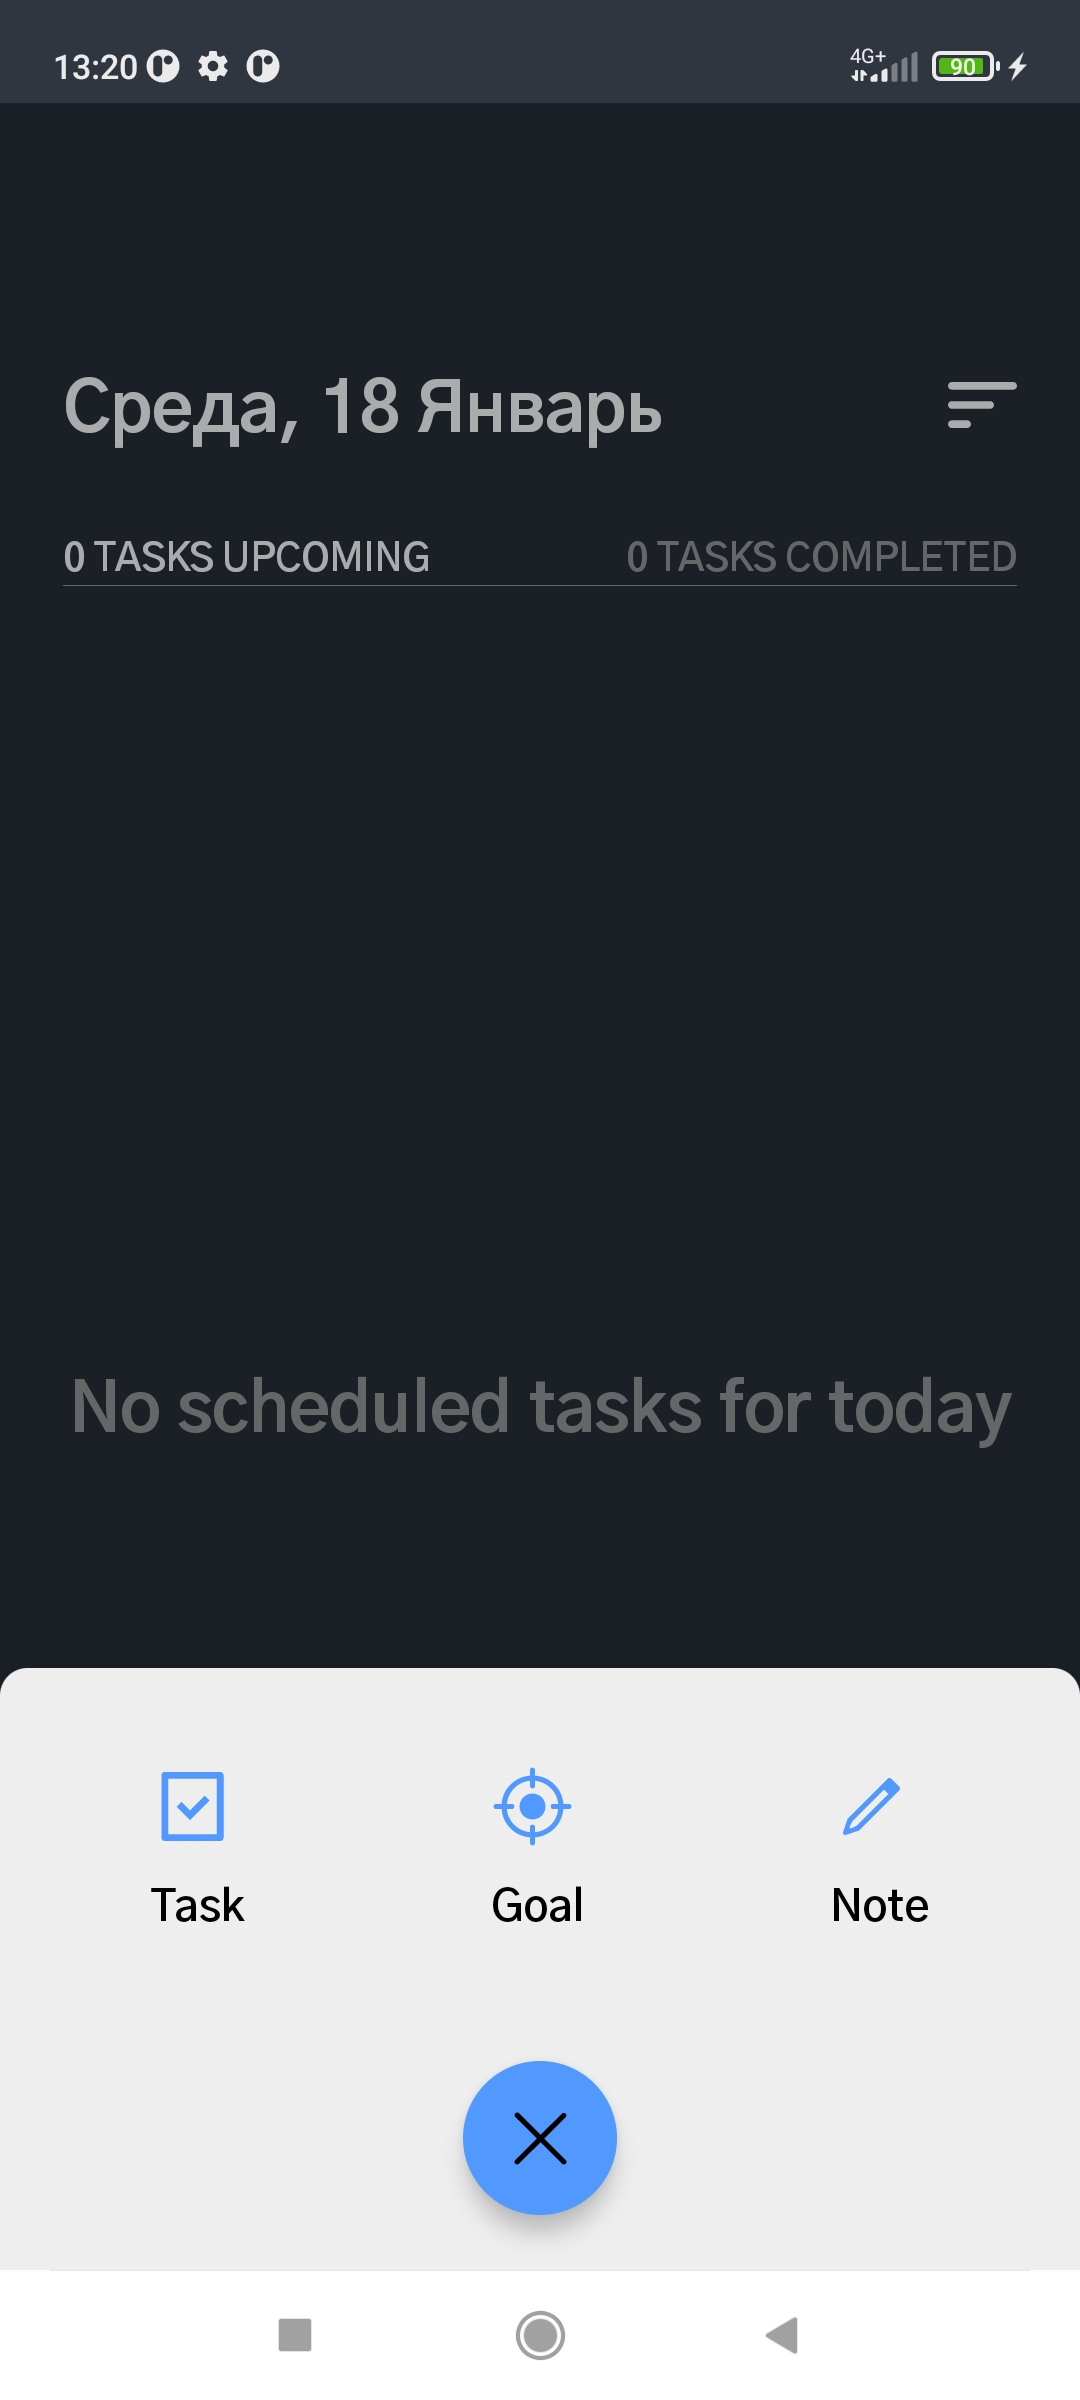 13:20 4G+ 90
Среда, 18 Январь
0 TASKS UPCOMING 0 TASKS COMPLETED
No scheduled tasks for today
Task Goal Note